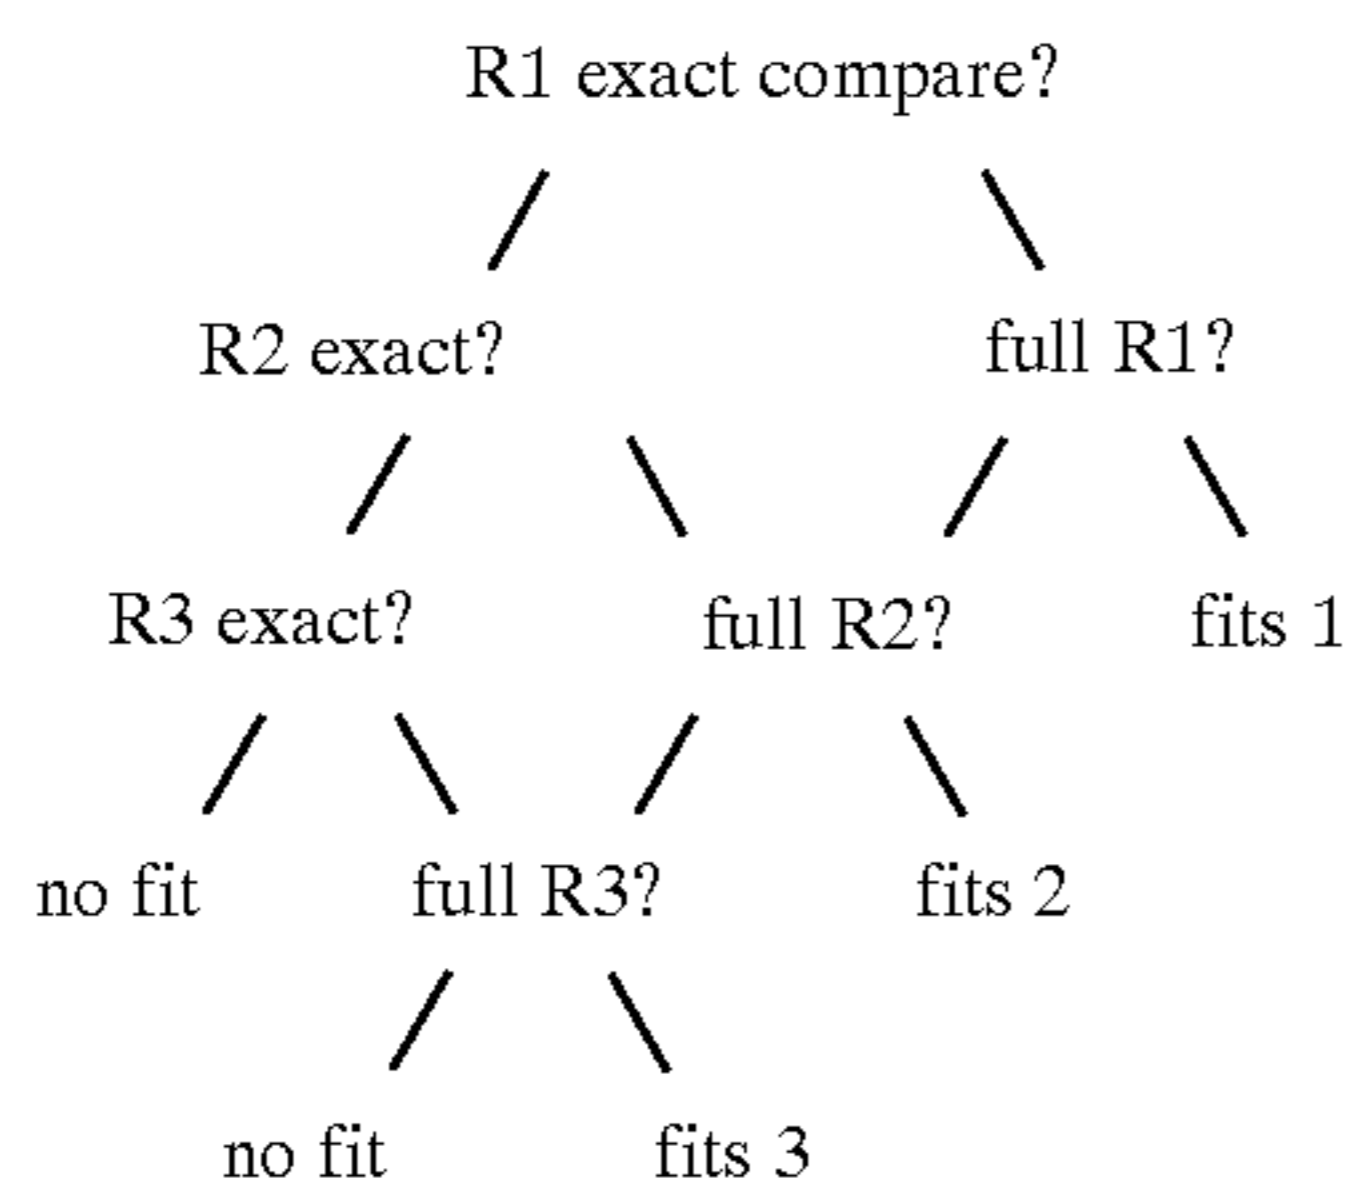 R1 exact compare?
R2 exact?
full R1?
R3 exact?
full R2?
fits 1
no fit
full R3?
fits 2
no fit
fits 3